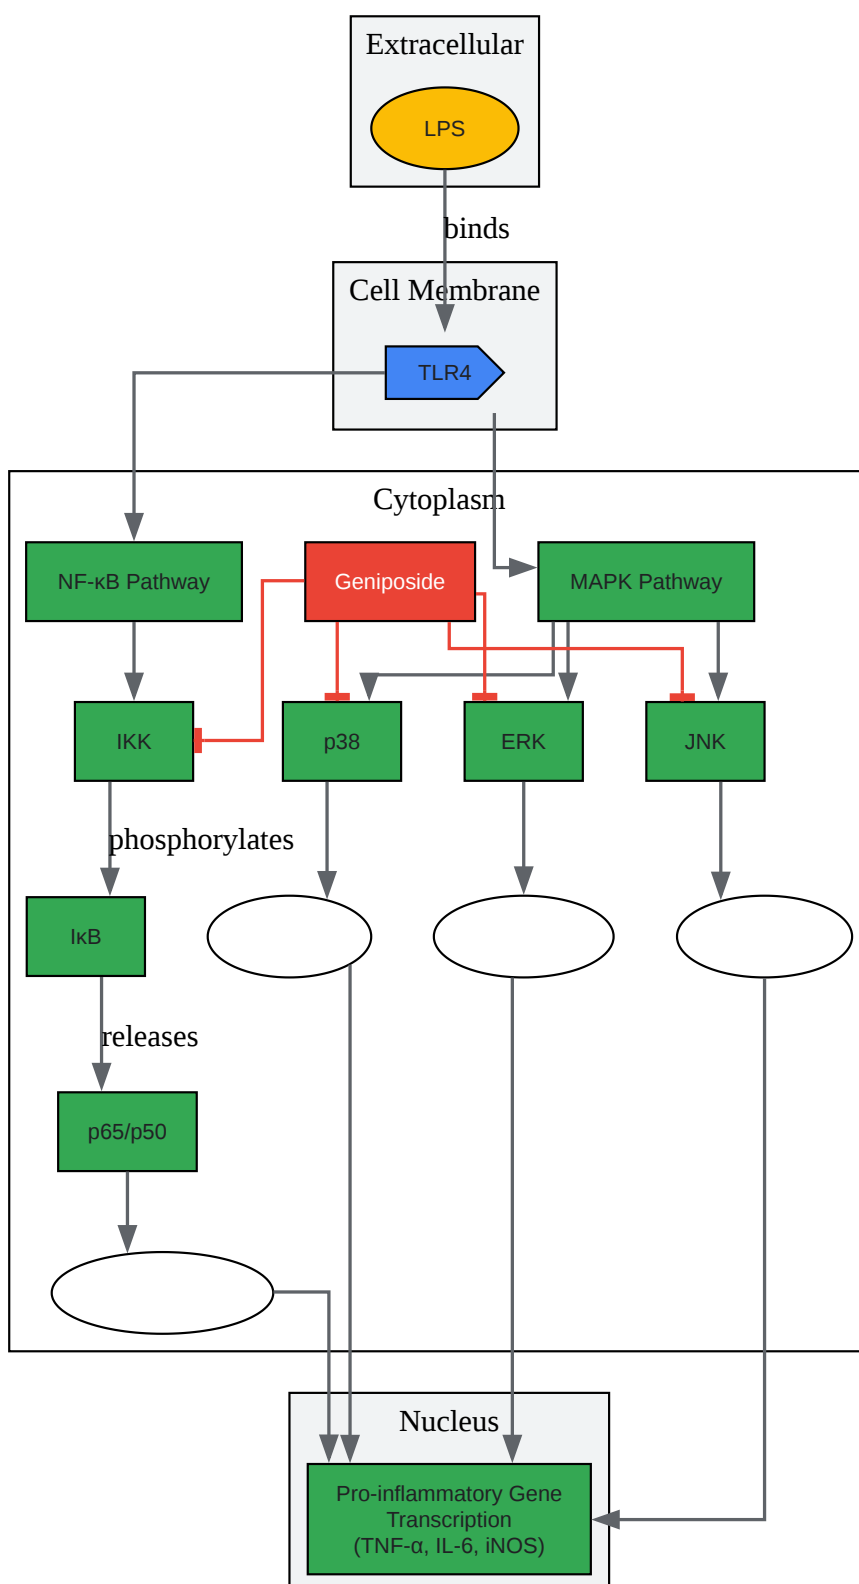 Extracellular
LPS
binds
Cell Membrane
TLR4
Cytoplasm
NF-κB Pathway
Geniposide
MAPK Pathway
IKK
p38
ERK
JNK
phosphorylates
IκB
releases
p65/p50
Nucleus
Pro-inflammatory Gene
Transcription
(TNF-α, IL-6, iNOS)